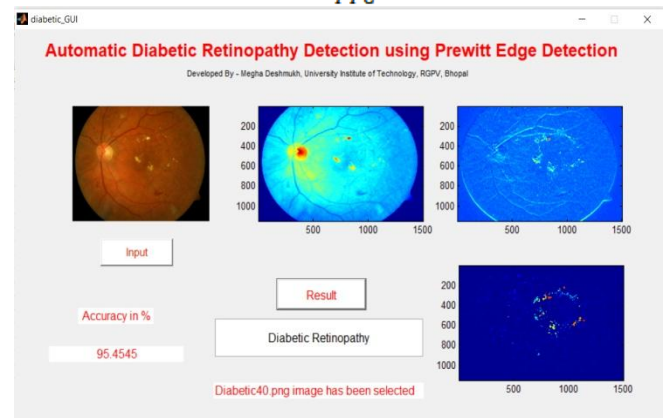 diabetic_GUI
Automatic Diabetic Retinopathy Detection using Prewitt Edge Detection
Developed By - Megha Deshmukh, University Institute of Technology, RGPV, Bhopal
200
400
600
800
1000
500 1000 1500
200
400
600
800
1000
500 1000 1500
Input
Result
Accuracy in %
Diabetic Retinopathy
95.4545
200
400
600
800
1000
500 1000 1500
Diabetic40.png image has been selected